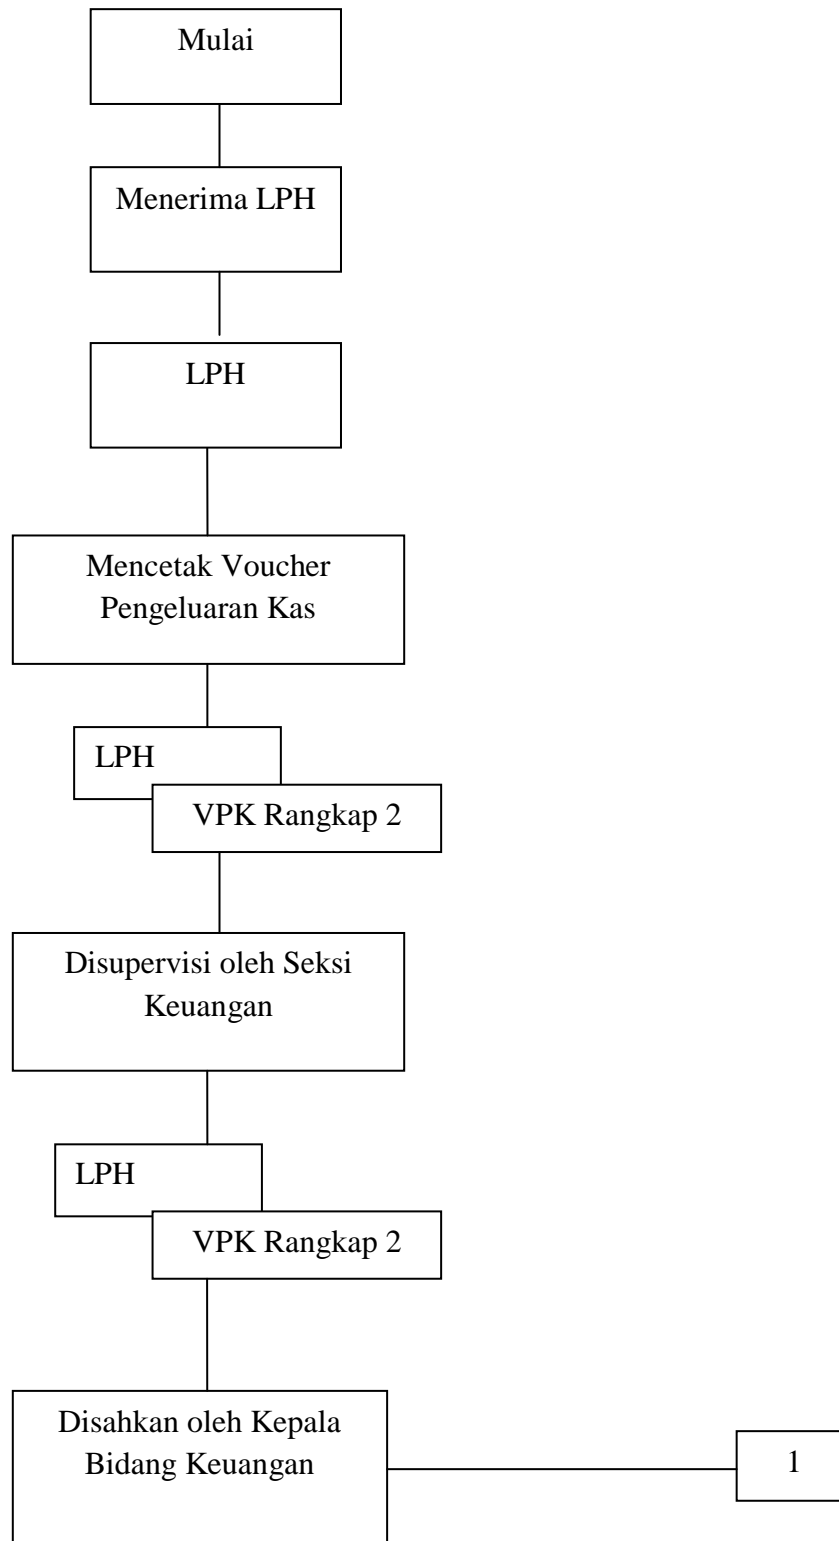 Mulai
Menerima LPH
LPH
Mencetak Voucher
Pengeluaran Kas
LPH
VPK Rangkap 2
Disupervisi oleh Seksi
Keuangan
LPH
VPK Rangkap 2
Disahkan oleh Kepala
Bidang Keuangan
1